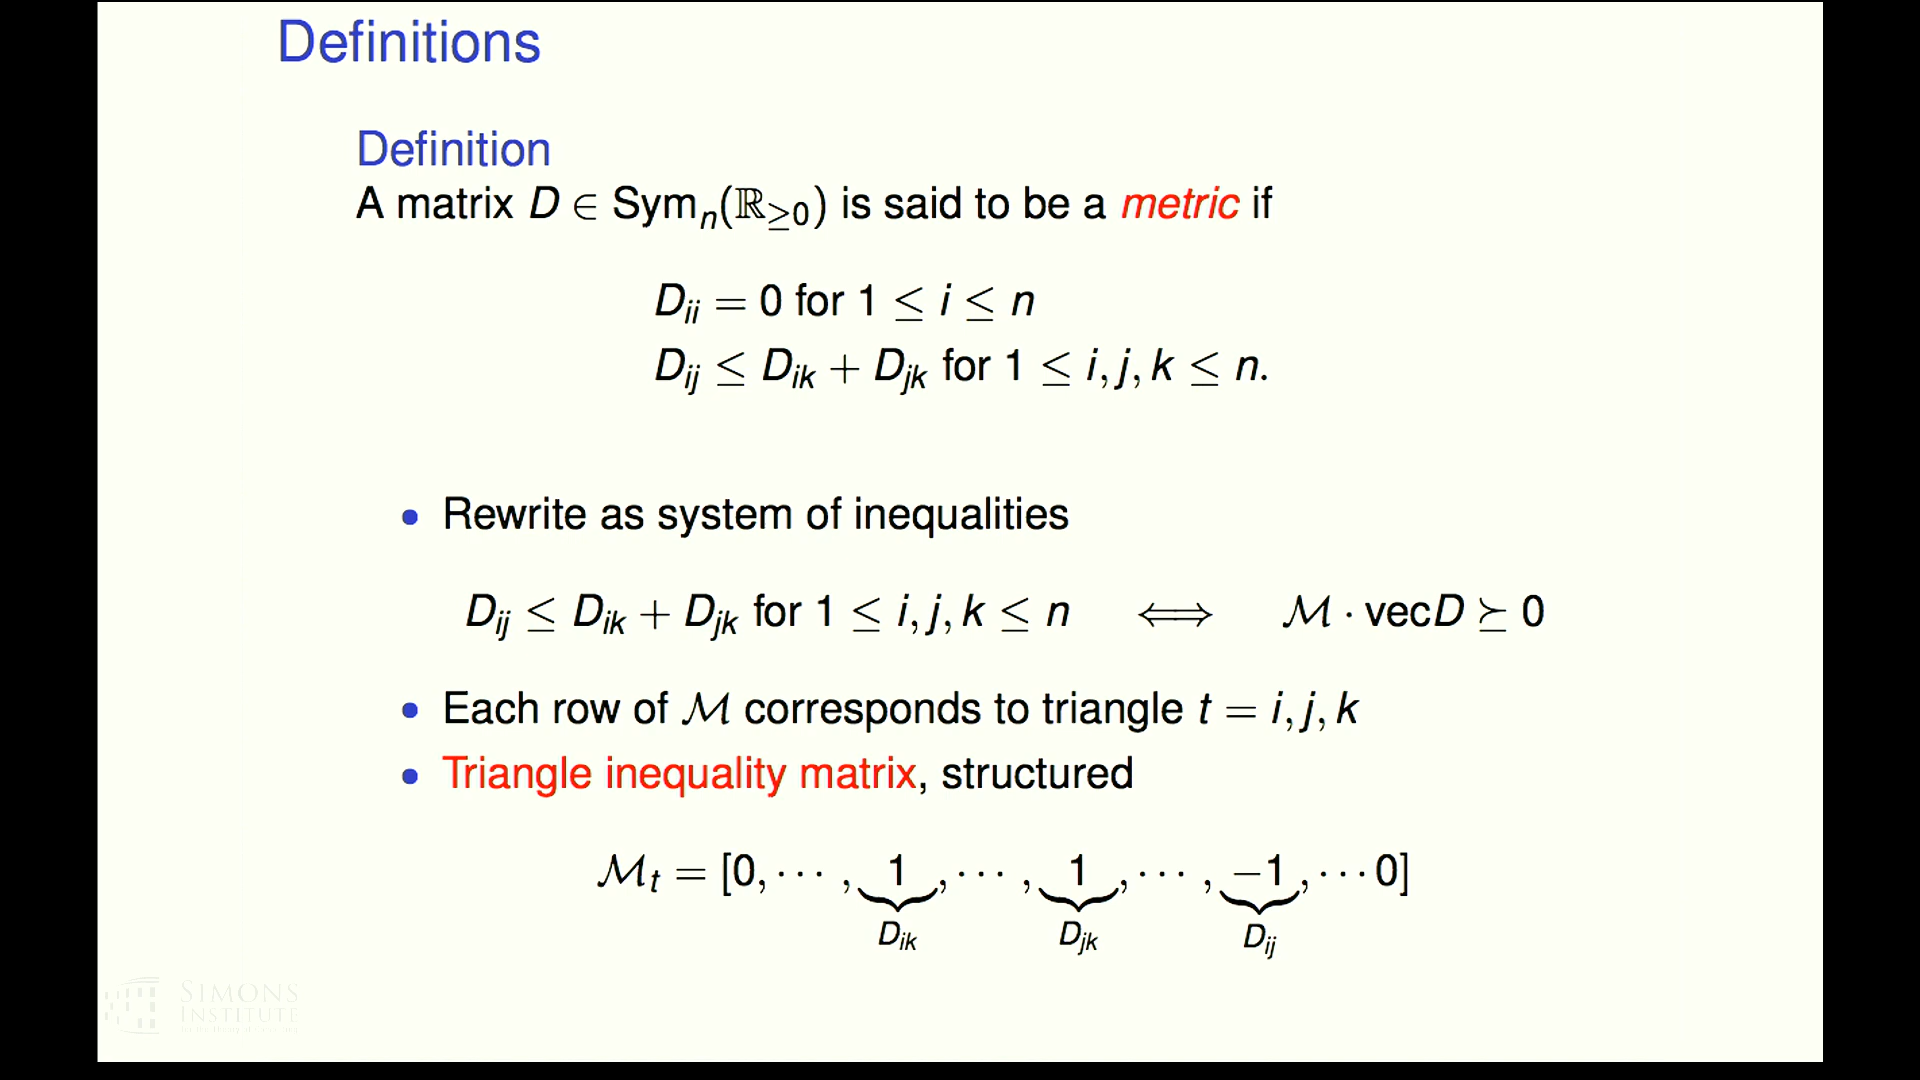 Definitions
Definition
A matrix D ∈ Symₙ(ℝ≥0) is said to be a metric if
D_ii = 0 for 1 ≤ i ≤ n
D_ij ≤ D_ik + D_jk for 1 ≤ i, j, k ≤ n.
• Rewrite as system of inequalities
D_ij ≤ D_ik + D_jk for 1 ≤ i, j, k ≤ n ⟺ ℳ · vecD ⪰ 0
• Each row of ℳ corresponds to triangle t = i, j, k
• Triangle inequality matrix, structured
ℳ_t = [0, ⋯ , 1, ⋯ , 1, ⋯ , −1, ⋯ 0]
D_ik D_jk D_ij
SIMONS
INSTITUTE